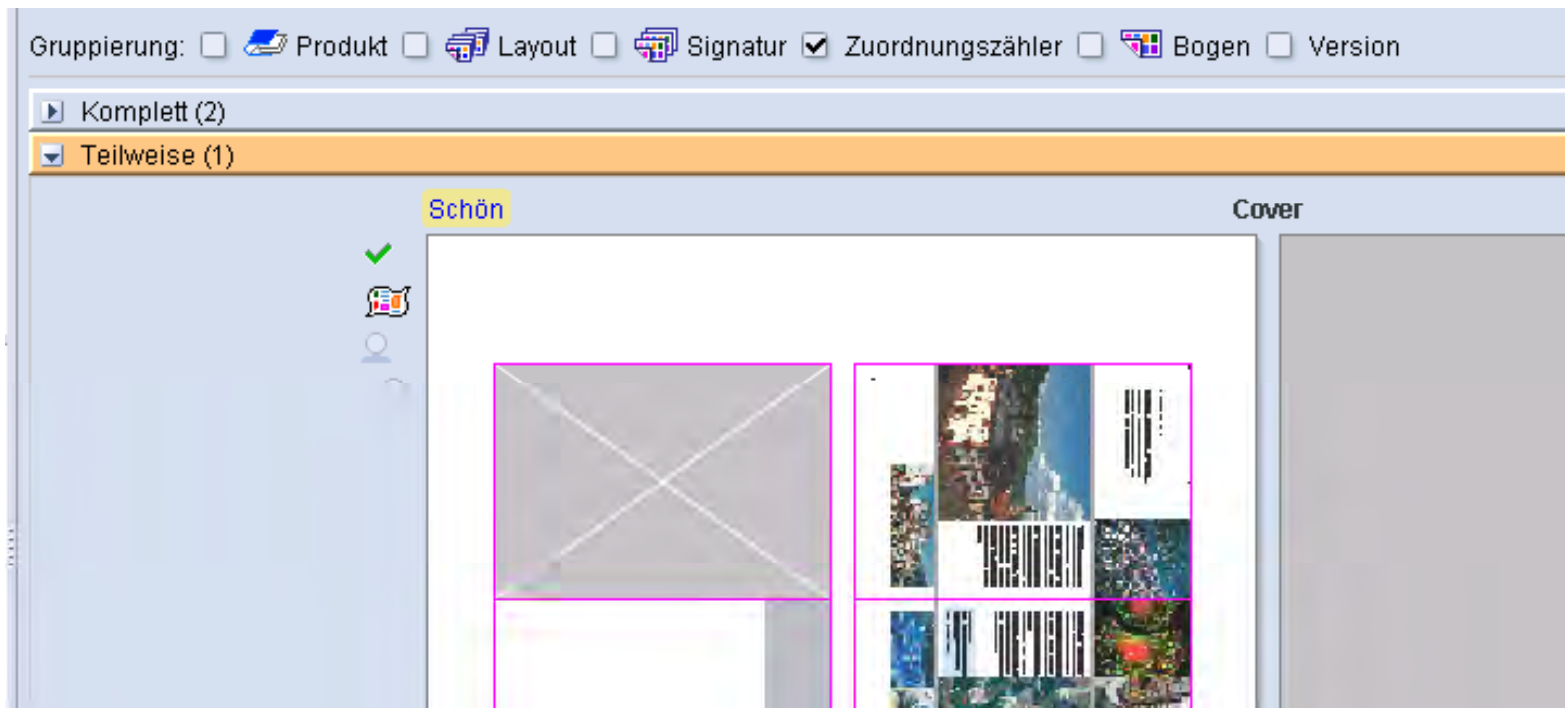 Gruppierung: Produkt Layout Signatur Zuordnungszähler Bogen Version
Komplett (2)
Teilweise (1)
Schön Cover